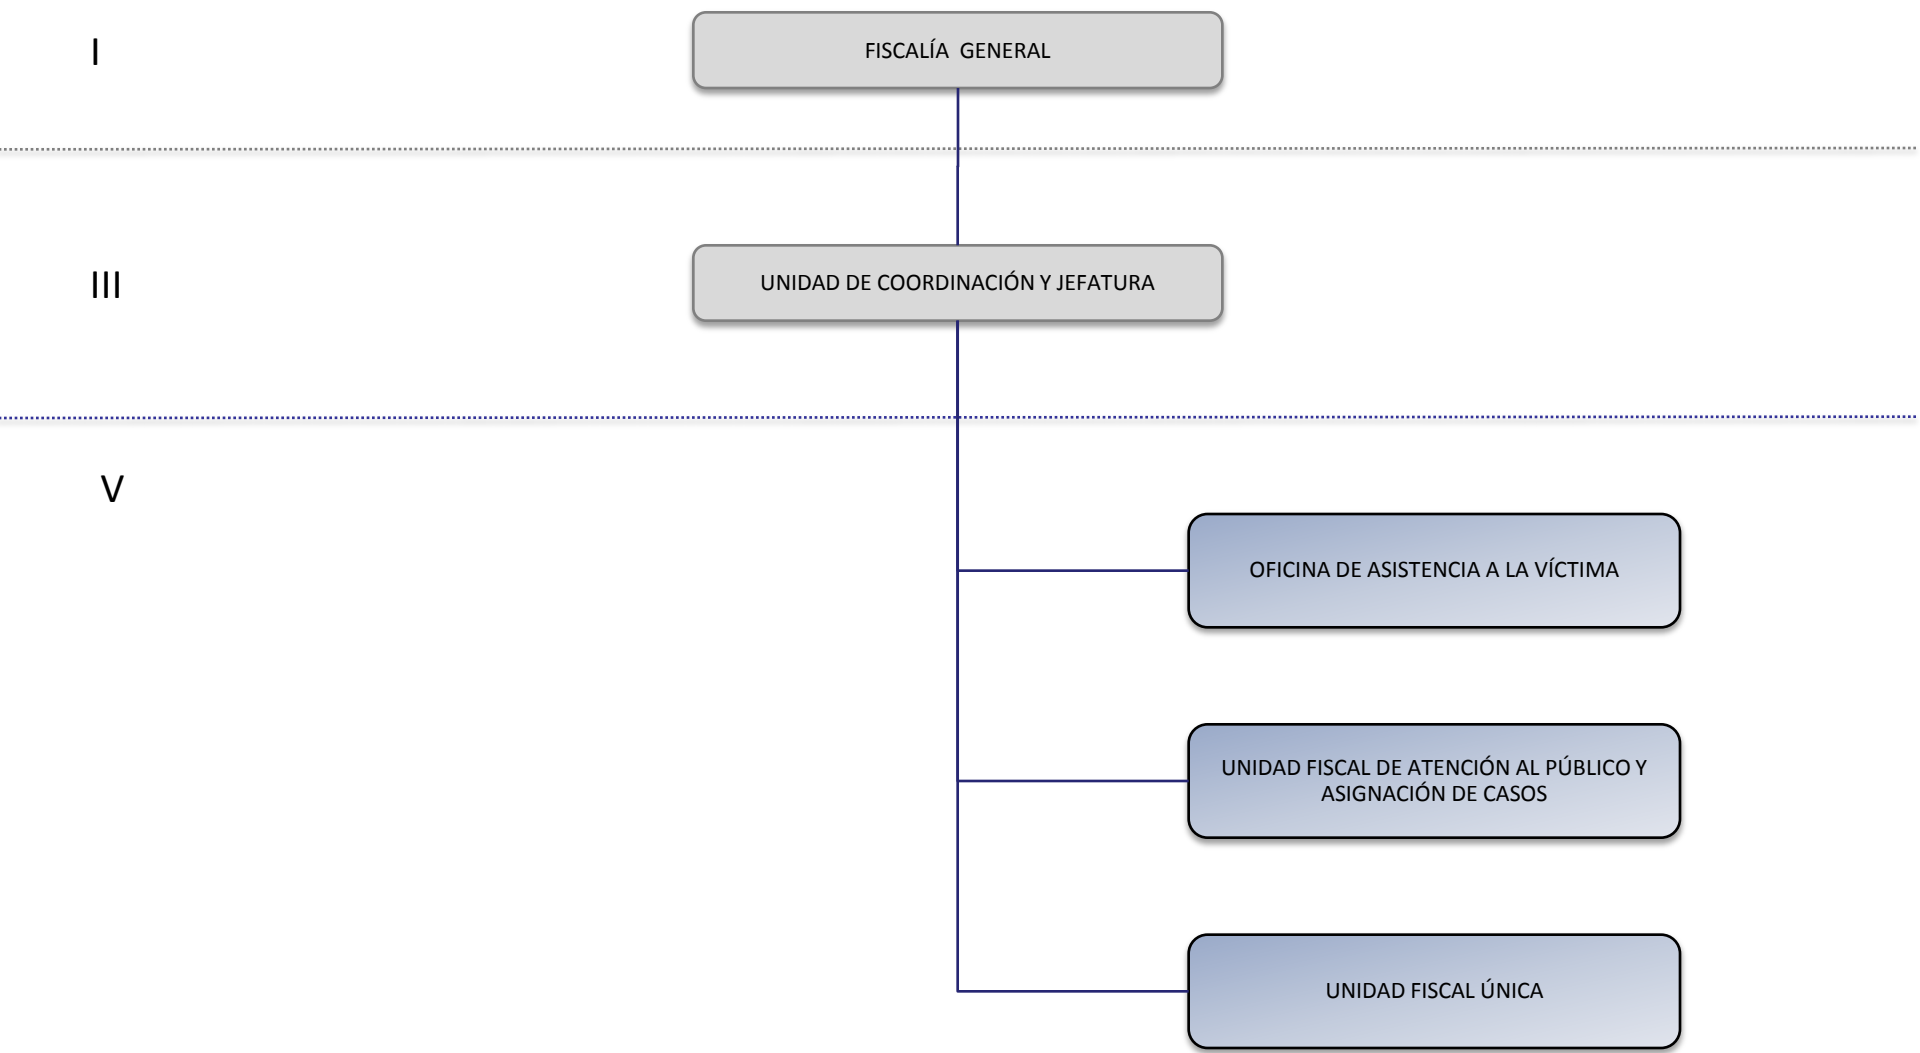 I
FISCALÍA GENERAL
III
UNIDAD DE COORDINACIÓN Y JEFATURA
V
OFICINA DE ASISTENCIA A LA VÍCTIMA
UNIDAD FISCAL DE ATENCIÓN AL PÚBLICO Y
ASIGNACIÓN DE CASOS
UNIDAD FISCAL ÚNICA